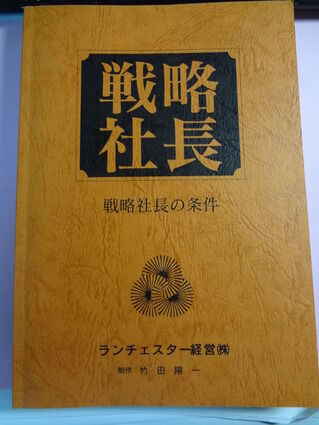 戦略
社長
戦略社長の条件
ランチェスター経営㈱
制作 竹田陽一